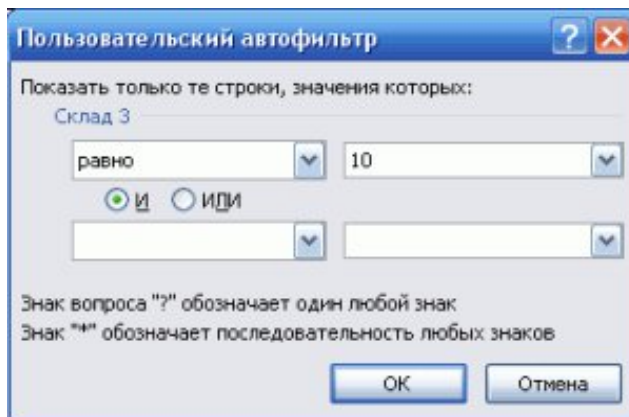 Пользовательский автофильтр
Показать только те строки, значения которых:
Склад 3
равно 10
И ИЛИ
Знак вопроса "?" обозначает один любой знак
Знак "*" обозначает последовательность любых знаков
ОК Отмена